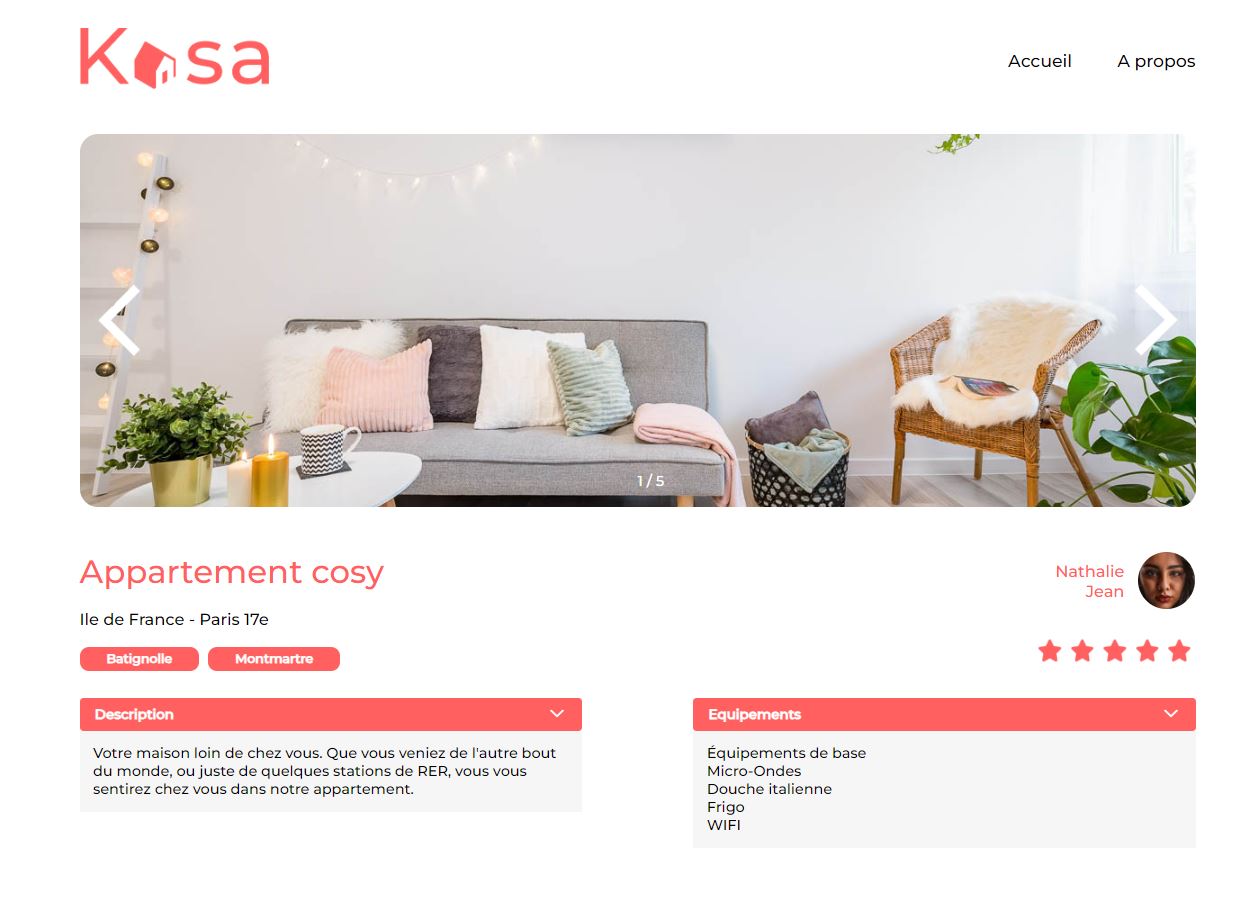 Kasa
Accueil
A propos
1 / 5
Appartement cosy
Nathalie
Jean
Ile de France - Paris 17e
Batignolle
Montmartre
Description
Votre maison loin de chez vous. Que vous veniez de l'autre bout
du monde, ou juste de quelques stations de RER, vous vous
sentirez chez vous dans notre appartement.
Equipements
Équipements de base
Micro-Ondes
Douche italienne
Frigo
WIFI